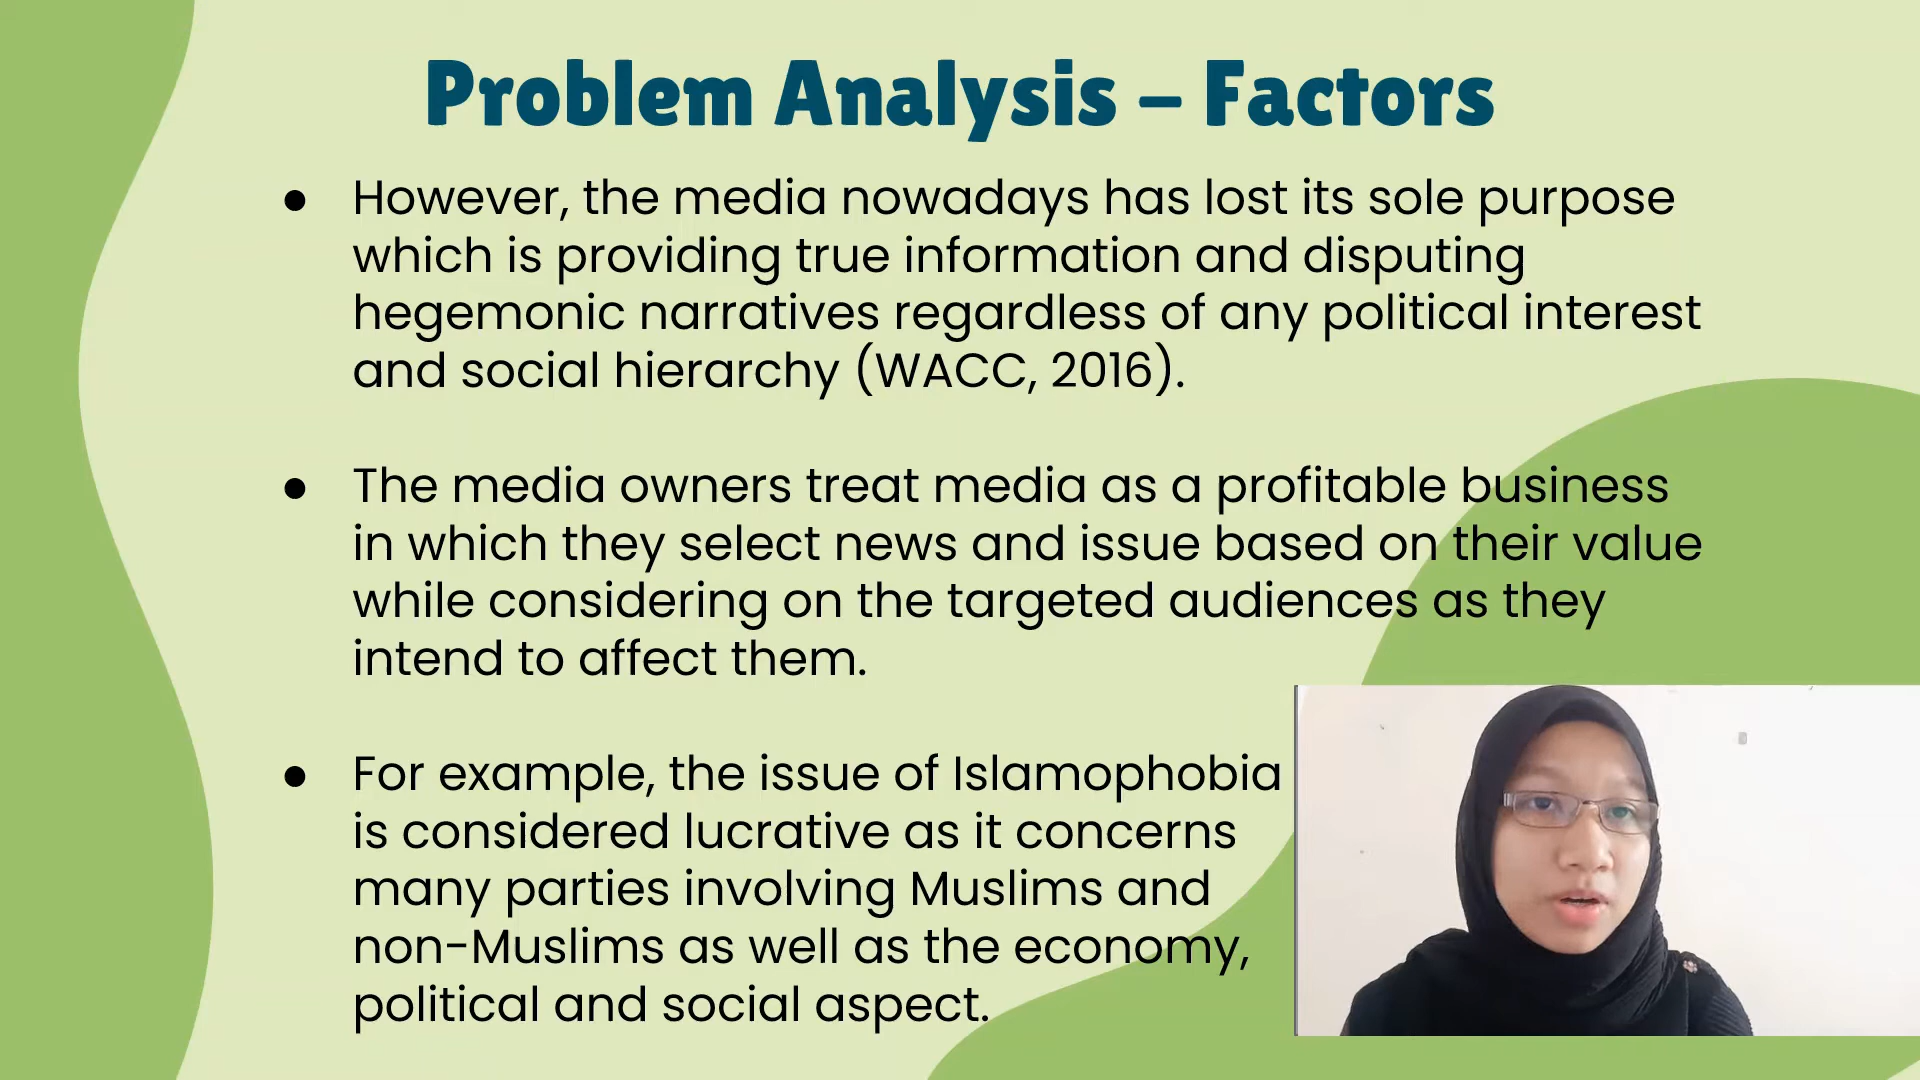 Problem Analysis – Factors
● However, the media nowadays has lost its sole purpose
which is providing true information and disputing
hegemonic narratives regardless of any political interest
and social hierarchy (WACC, 2016).
● The media owners treat media as a profitable business
in which they select news and issue based on their value
while considering on the targeted audiences as they
intend to affect them.
● For example, the issue of Islamophobia
is considered lucrative as it concerns
many parties involving Muslims and
non-Muslims as well as the economy,
political and social aspect.